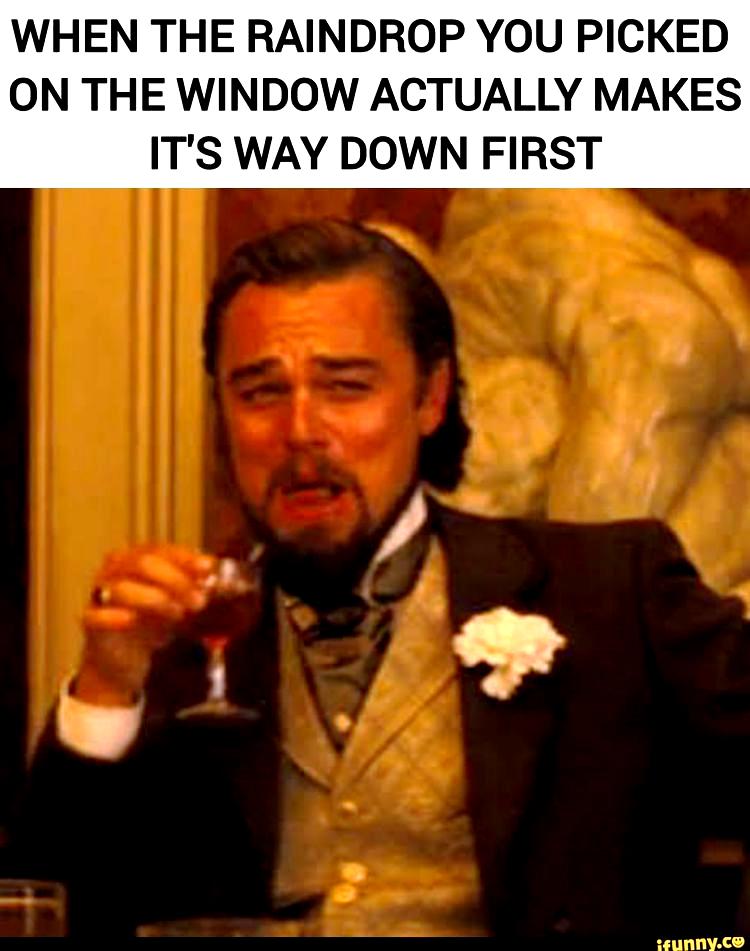 WHEN THE RAINDROP YOU PICKED
ON THE WINDOW ACTUALLY MAKES
IT'S WAY DOWN FIRST
ifunny.co